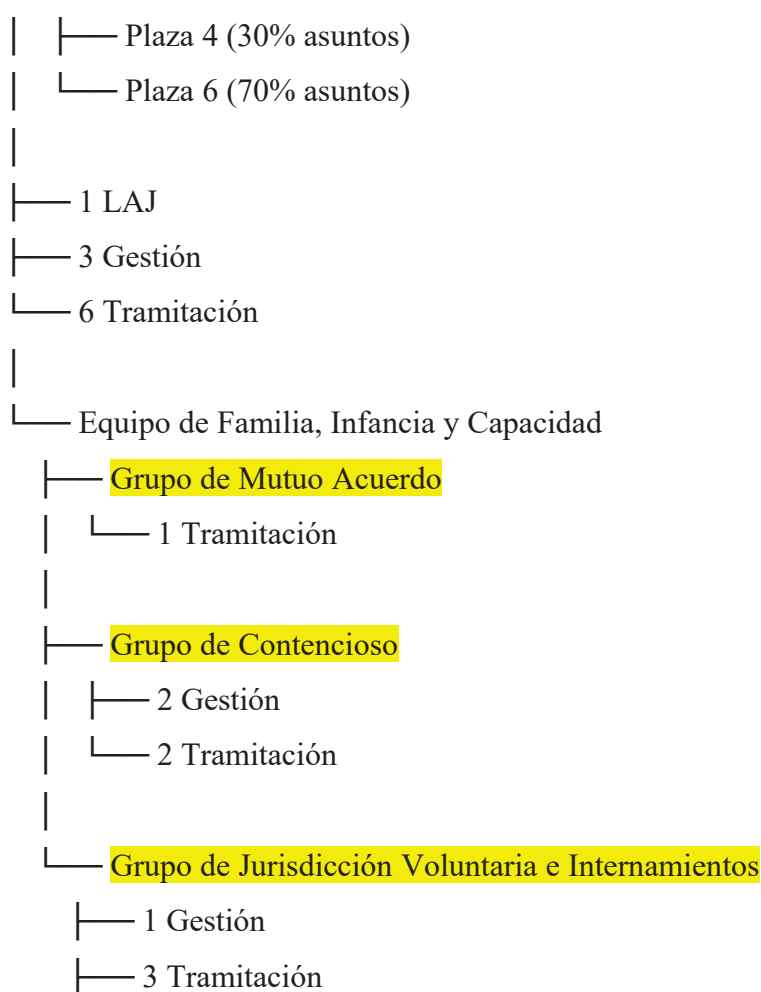 │ ├── Plaza 4 (30% asuntos)
│ └── Plaza 6 (70% asuntos)
│
├── 1 LAJ
├── 3 Gestión
└── 6 Tramitación
│
└── Equipo de Familia, Infancia y Capacidad
├── Grupo de Mutuo Acuerdo
│ └── 1 Tramitación
│
├── Grupo de Contencioso
│ ├── 2 Gestión
│ └── 2 Tramitación
│
└── Grupo de Jurisdicción Voluntaria e Internamientos
├── 1 Gestión
├── 3 Tramitación